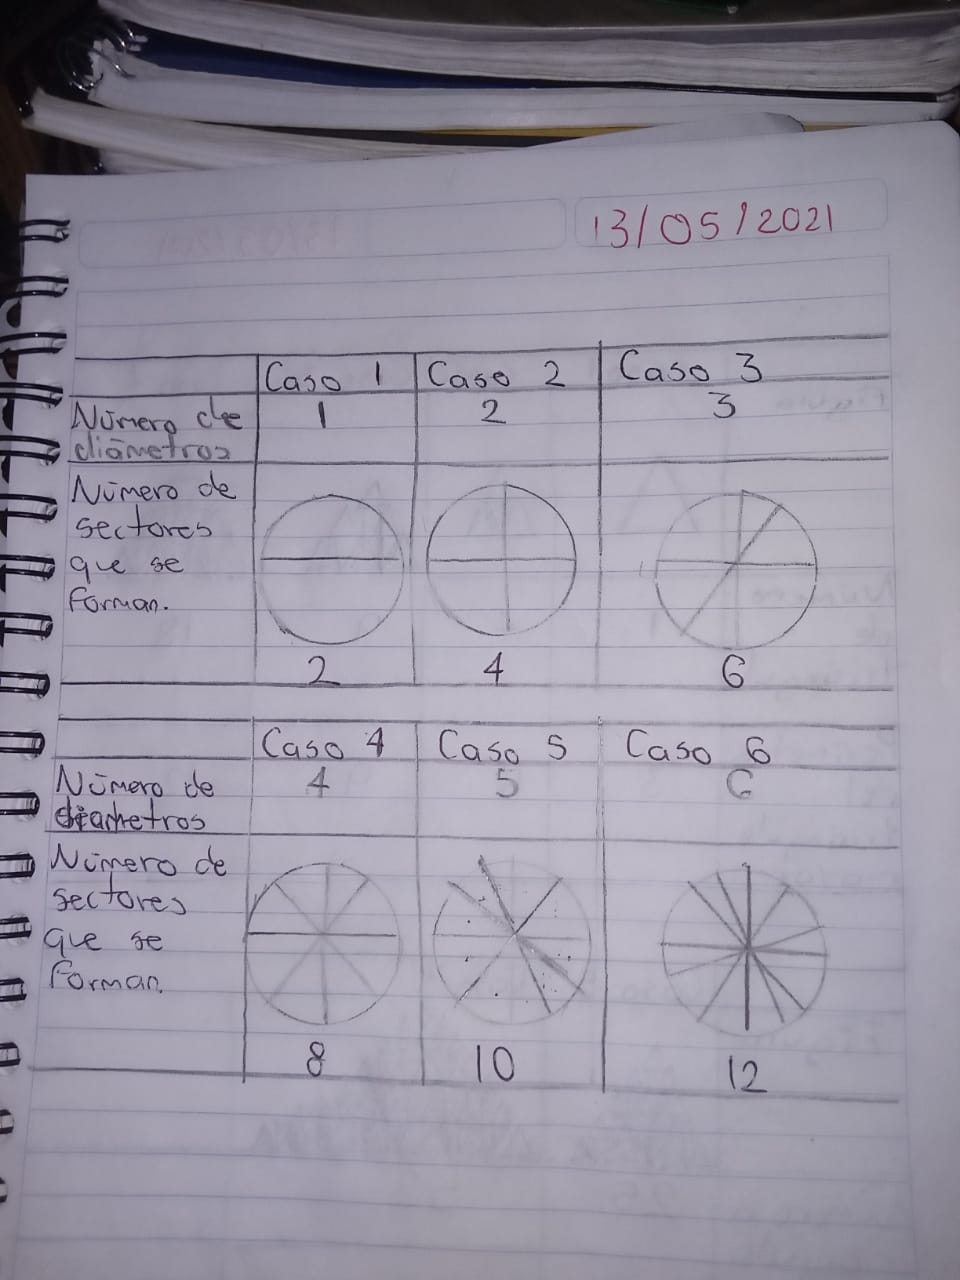 13/05/2021
Caso 1 Caso 2 Caso 3
Número de 1 2 3
diámetros
Número de
sectores
que se
forman.
2 4 6
Caso 4 Caso 5 Caso 6
Número de 4 5 6
diametros
Número de
sectores
que se
forman.
8 10 12